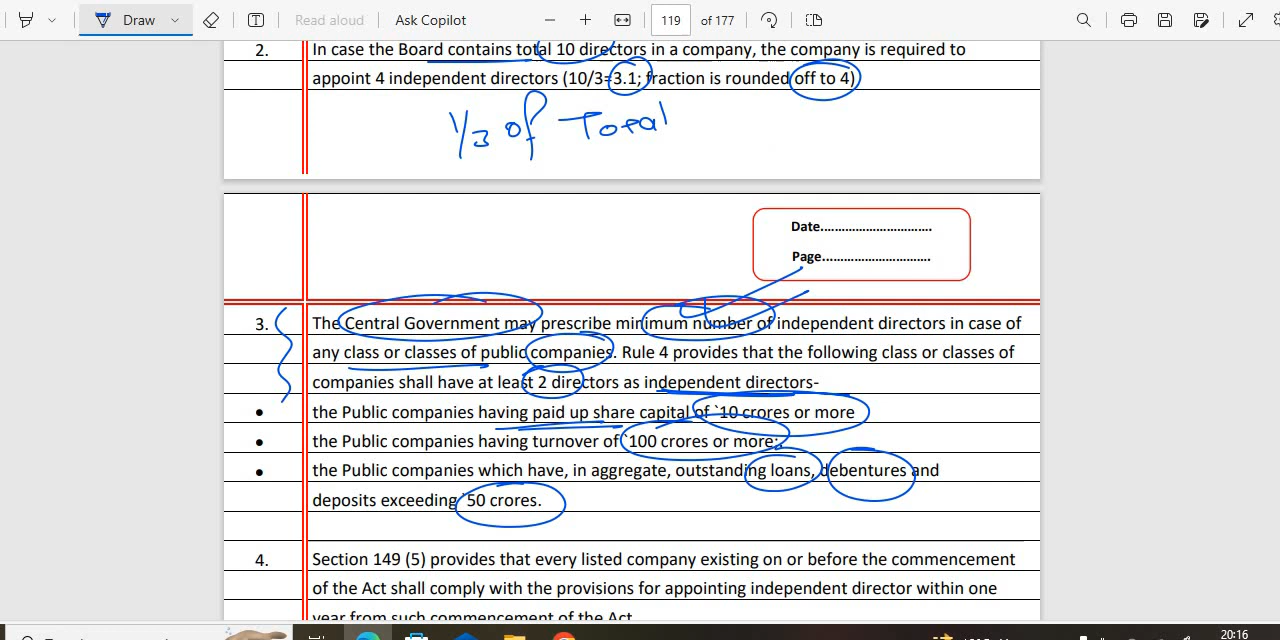 Draw
Read aloud
Ask Copilot
119
of 177
2.
In case the Board contains total 10 directors in a company, the company is required to
appoint 4 independent directors (10/3=3.1; fraction is rounded off to 4)
1/3 of Total
Date...............................
Page..............................
3.
The Central Government may prescribe minimum number of independent directors in case of
any class or classes of public companies. Rule 4 provides that the following class or classes of
companies shall have at least 2 directors as independent directors-
• the Public companies having paid up share capital of `10 crores or more
• the Public companies having turnover of `100 crores or more;
• the Public companies which have, in aggregate, outstanding loans, debentures and
deposits exceeding `50 crores.
4.
Section 149 (5) provides that every listed company existing on or before the commencement
of the Act shall comply with the provisions for appointing independent director within one
year from such commencement of the Act
20:16